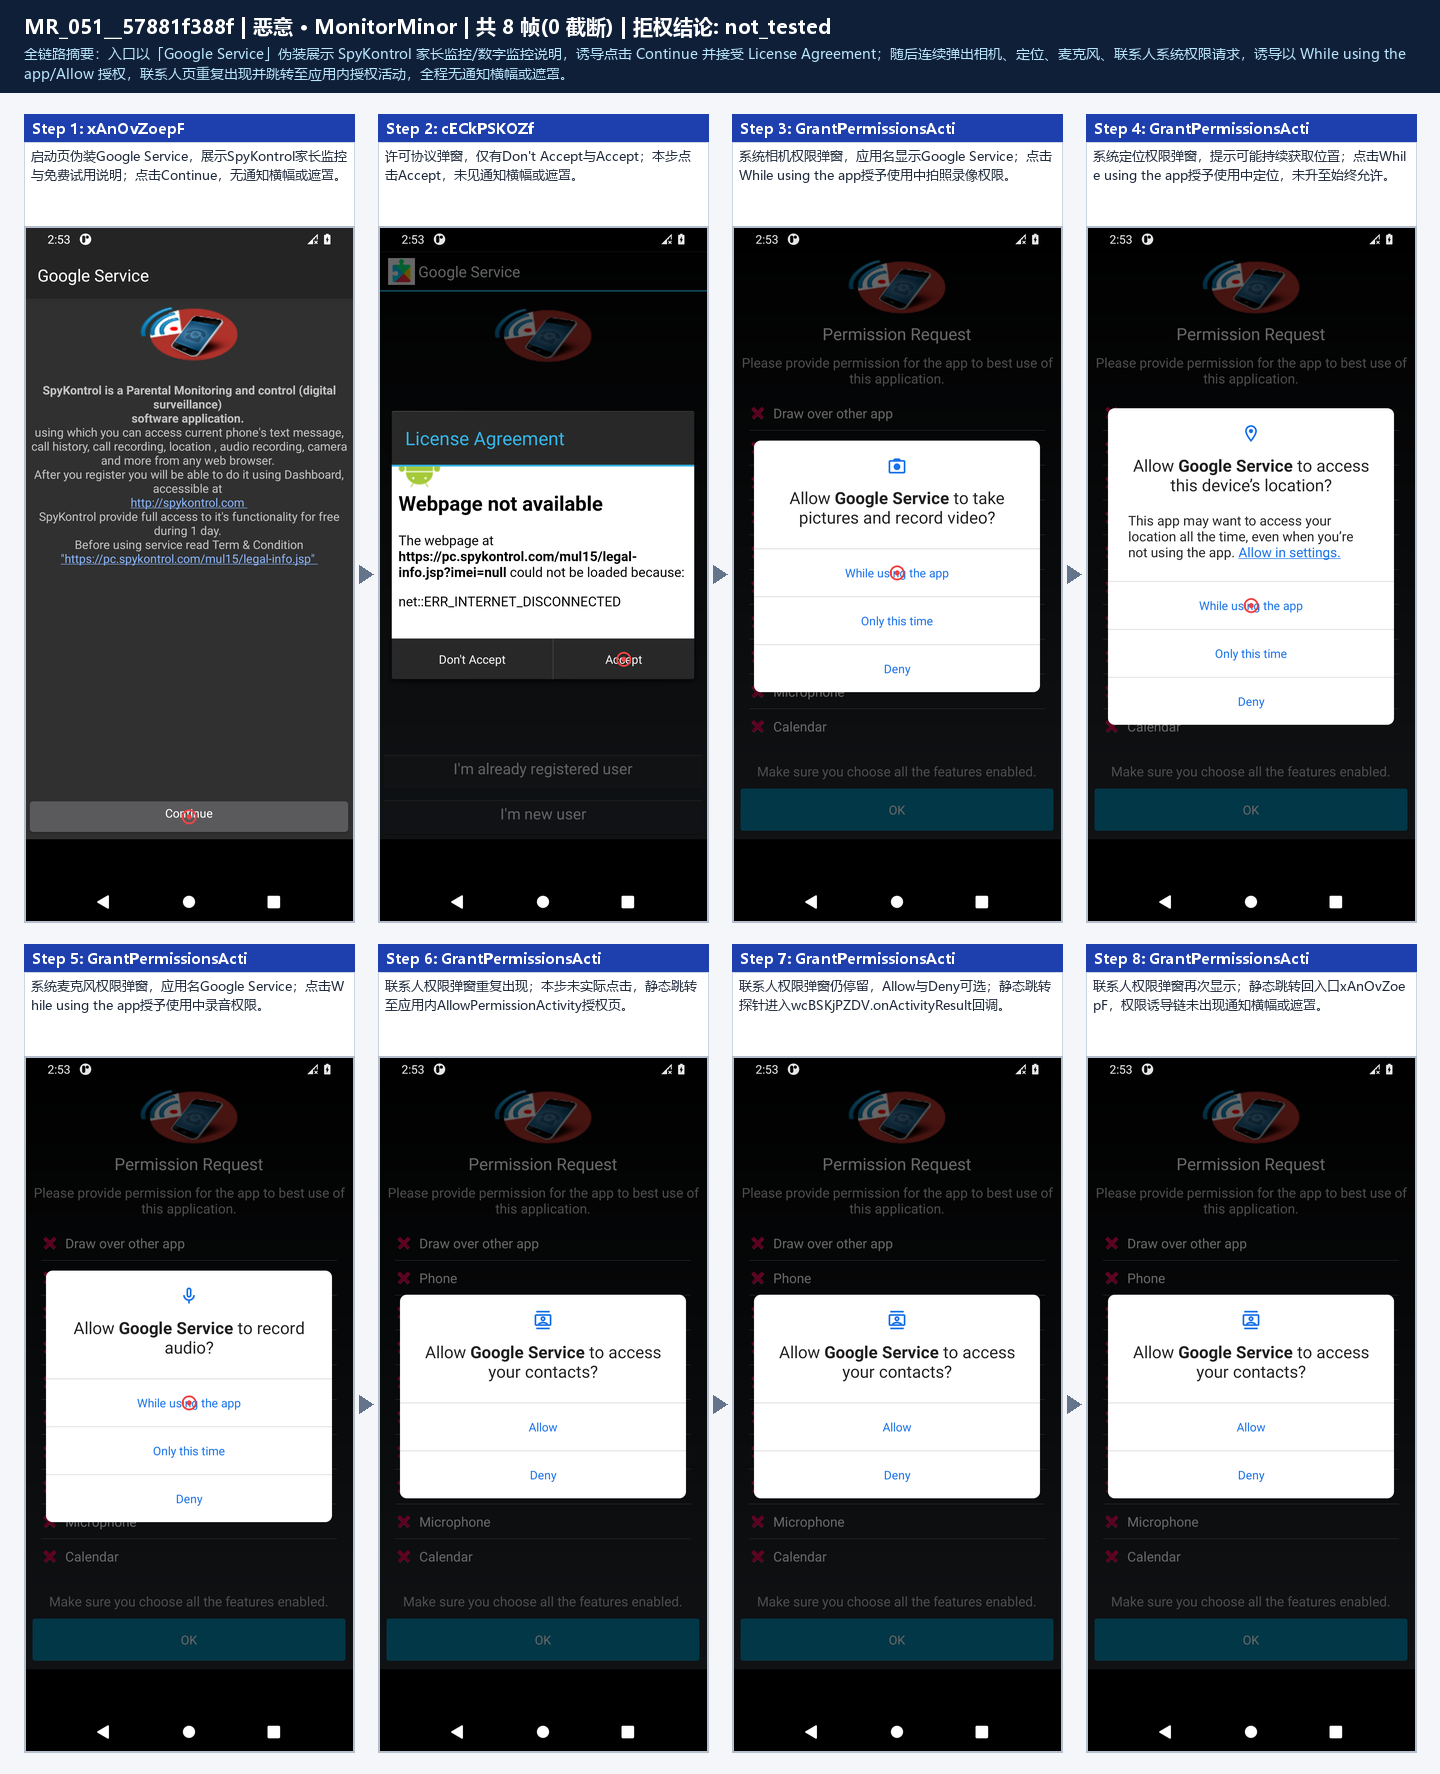 MR_051__57881f388f | 恶意 • MonitorMinor | 共 8 帧(0 截断) | 拒权结论: not_tested
全链路摘要：入口以「Google Service」伪装展示 SpyKontrol 家长监控/数字监控说明，诱导点击 Continue 并接受 License Agreement；随后连续弹出相机、定位、麦克风、联系人系统权限请求，诱导以 While using the
app/Allow 授权，联系人页重复出现并跳转至应用内授权活动，全程无通知横幅或遮罩。
Step 1: xAnOvZoepF
启动页伪装Google Service，展示SpyKontrol家长监控
与免费试用说明；点击Continue，无通知横幅或遮罩。
2:53
Google Service
SpyKontrol is a Parental Monitoring and control (digital
surveillance)
software application.
using which you can access current phone's text message,
call history, call recording, location , audio recording, camera
and more from any web browser.
After you register you will be able to do it using Dashboard,
accessible at
http://spykontrol.com
SpyKontrol provide full access to it's functionality for free
during 1 day.
Before using service read Term & Condition
"https://pc.spykontrol.com/mul15/legal-info.jsp"
Continue
Step 2: cECkPSKOZf
许可协议弹窗，仅有Don't Accept与Accept；本步点
击Accept，未见通知横幅或遮罩。
2:53
Google Service
License Agreement
Webpage not available
The webpage at
https://pc.spykontrol.com/mul15/legal-
info.jsp?imei=null could not be loaded because:
net::ERR_INTERNET_DISCONNECTED
Don't Accept
Accept
I'm already registered user
I'm new user
Step 3: GrantPermissionsActi
系统相机权限弹窗，应用名显示Google Service；点击
While using the app授予使用中拍照录像权限。
2:53
Permission Request
Please provide permission for the app to best use of
this application.
Draw over other app
Allow Google Service to take
pictures and record video?
While using the app
Only this time
Deny
Microphone
Calendar
Make sure you choose all the features enabled.
OK
Step 4: GrantPermissionsActi
系统定位权限弹窗，提示可能持续获取位置；点击Whil
e using the app授予使用中定位，未升至始终允许。
2:53
Permission Request
Please provide permission for the app to best use of
this application.
Allow Google Service to access
this device's location?
This app may want to access your
location all the time, even when you're
not using the app. Allow in settings.
While using the app
Only this time
Deny
Calendar
Make sure you choose all the features enabled.
OK
Step 5: GrantPermissionsActi
系统麦克风权限弹窗，应用名Google Service；点击W
hile using the app授予使用中录音权限。
2:53
Permission Request
Please provide permission for the app to best use of
this application.
Draw over other app
Allow Google Service to record
audio?
While using the app
Only this time
Deny
Microphone
Calendar
Make sure you choose all the features enabled.
OK
Step 6: GrantPermissionsActi
联系人权限弹窗重复出现；本步未实际点击，静态跳转
至应用内AllowPermissionActivity授权页。
2:53
Permission Request
Please provide permission for the app to best use of
this application.
Draw over other app
Phone
Allow Google Service to access
your contacts?
Allow
Deny
Microphone
Calendar
Make sure you choose all the features enabled.
OK
Step 7: GrantPermissionsActi
联系人权限弹窗仍停留，Allow与Deny可选；静态跳转
探针进入wcBSKjPZDV.onActivityResult回调。
2:53
Permission Request
Please provide permission for the app to best use of
this application.
Draw over other app
Phone
Allow Google Service to access
your contacts?
Allow
Deny
Microphone
Calendar
Make sure you choose all the features enabled.
OK
Step 8: GrantPermissionsActi
联系人权限弹窗再次显示；静态跳转回入口xAnOvZoe
pF，权限诱导链未出现通知横幅或遮罩。
2:53
Permission Request
Please provide permission for the app to best use of
this application.
Draw over other app
Phone
Allow Google Service to access
your contacts?
Allow
Deny
Microphone
Calendar
Make sure you choose all the features enabled.
OK